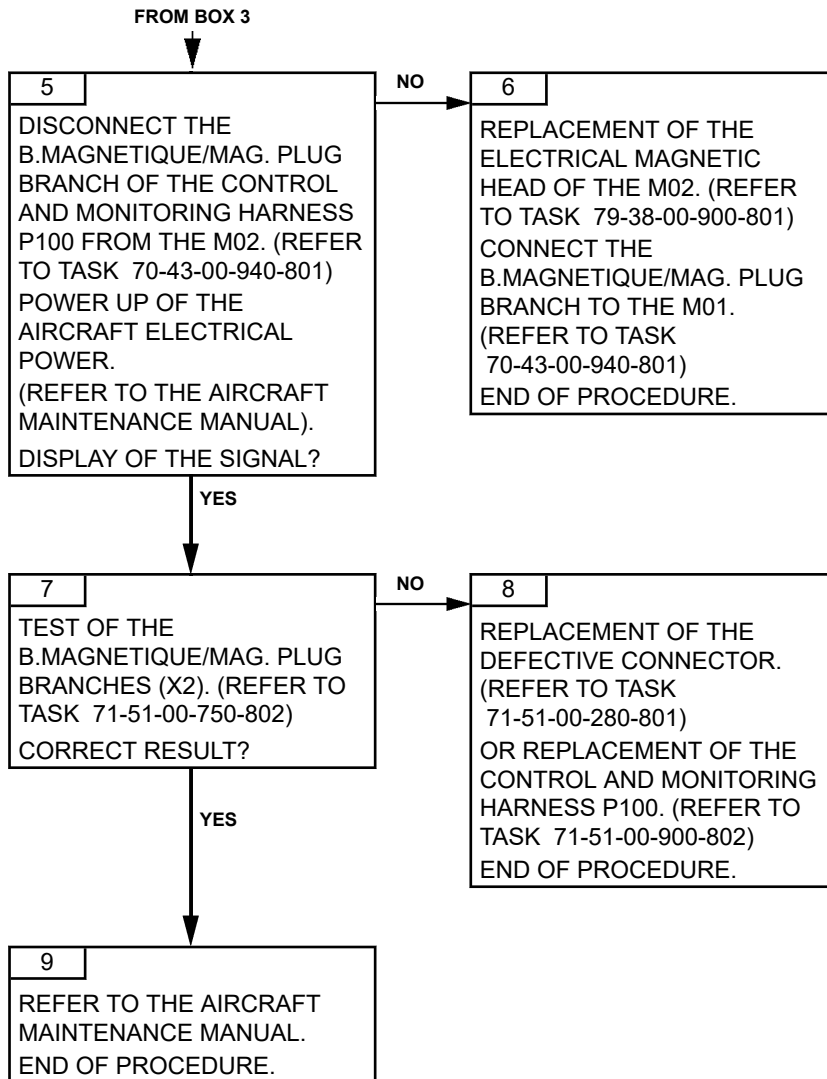 FROM BOX 3
5
DISCONNECT THE
B.MAGNETIQUE/MAG. PLUG
BRANCH OF THE CONTROL
AND MONITORING HARNESS
P100 FROM THE M02. (REFER
TO TASK 70-43-00-940-801)
POWER UP OF THE
AIRCRAFT ELECTRICAL
POWER.
(REFER TO THE AIRCRAFT
MAINTENANCE MANUAL).
DISPLAY OF THE SIGNAL?
NO
6
REPLACEMENT OF THE
ELECTRICAL MAGNETIC
HEAD OF THE M02. (REFER
TO TASK 79-38-00-900-801)
CONNECT THE
B.MAGNETIQUE/MAG. PLUG
BRANCH TO THE M01.
(REFER TO TASK
70-43-00-940-801)
END OF PROCEDURE.
YES
7
TEST OF THE
B.MAGNETIQUE/MAG. PLUG
BRANCHES (X2). (REFER TO
TASK 71-51-00-750-802)
CORRECT RESULT?
NO
8
REPLACEMENT OF THE
DEFECTIVE CONNECTOR.
(REFER TO TASK
71-51-00-280-801)
OR REPLACEMENT OF THE
CONTROL AND MONITORING
HARNESS P100. (REFER TO
TASK 71-51-00-900-802)
END OF PROCEDURE.
YES
9
REFER TO THE AIRCRAFT
MAINTENANCE MANUAL.
END OF PROCEDURE.